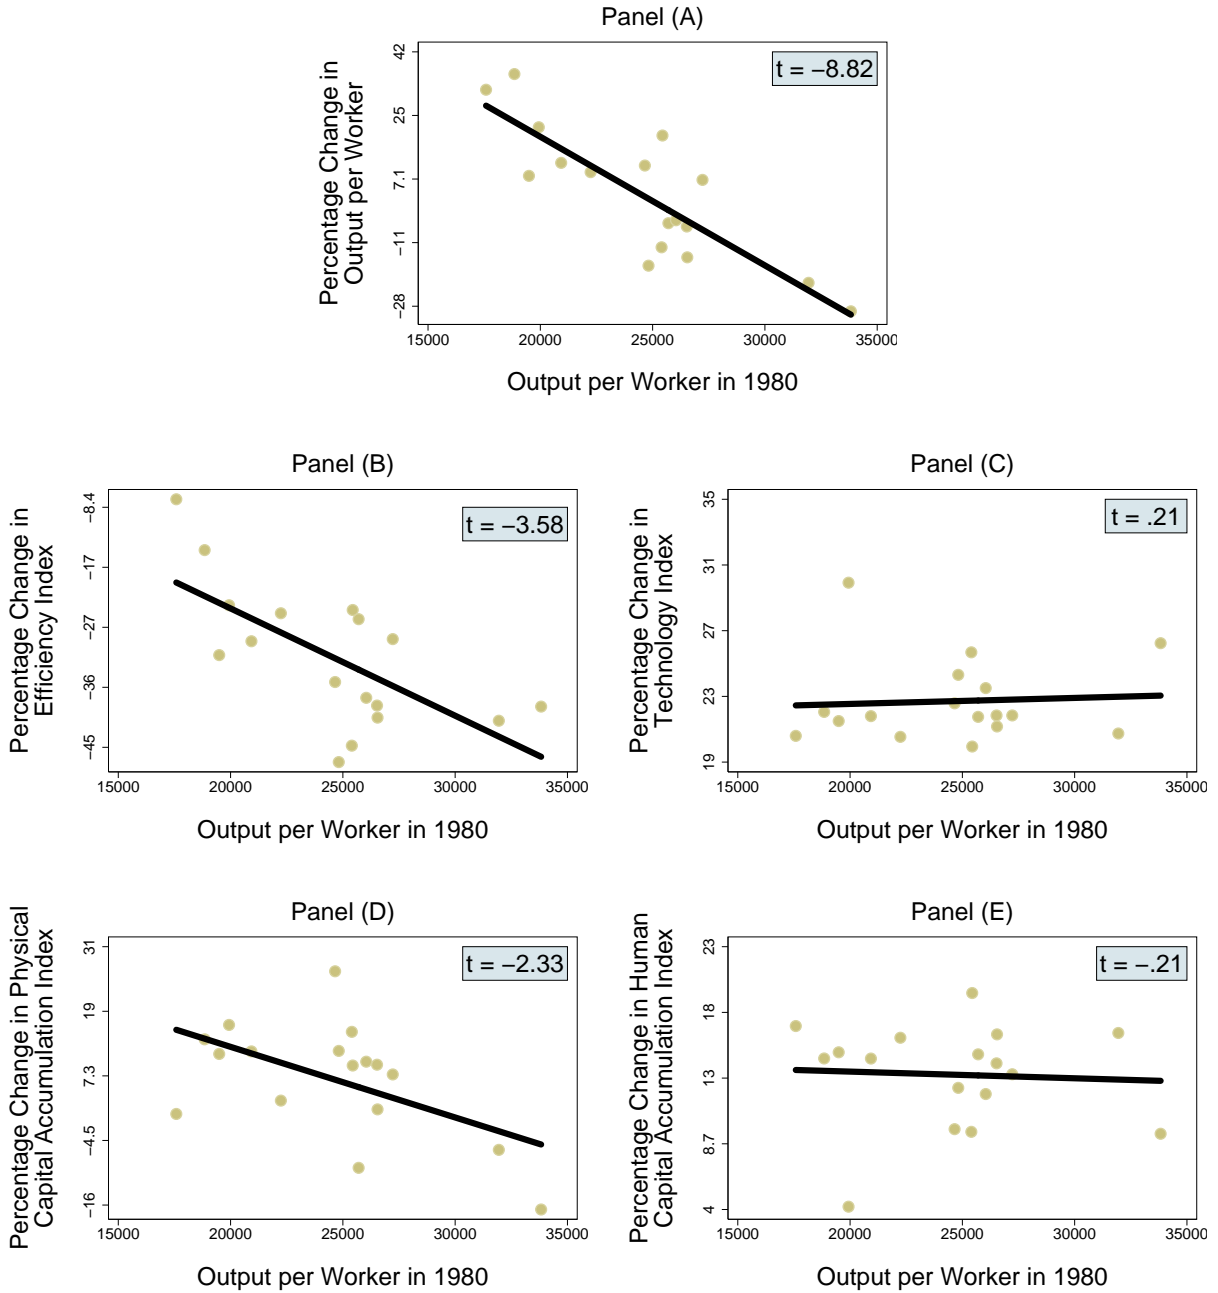 Panel (A)
Percentage Change in
Output per Worker
42
25
7.1
−11
−28
t = −8.82
15000 20000 25000 30000 35000
Output per Worker in 1980
Panel (B)
Percentage Change in
Efficiency Index
−8.4
−17
−27
−36
−45
t = −3.58
15000 20000 25000 30000 35000
Output per Worker in 1980
Panel (C)
Percentage Change in
Technology Index
35
31
27
23
19
t = .21
15000 20000 25000 30000 35000
Output per Worker in 1980
Panel (D)
Percentage Change in Physical
Capital Accumulation Index
31
19
7.3
−4.5
−16
t = −2.33
15000 20000 25000 30000 35000
Output per Worker in 1980
Panel (E)
Percentage Change in Human
Capital Accumulation Index
23
18
13
8.7
4
t = −.21
15000 20000 25000 30000 35000
Output per Worker in 1980